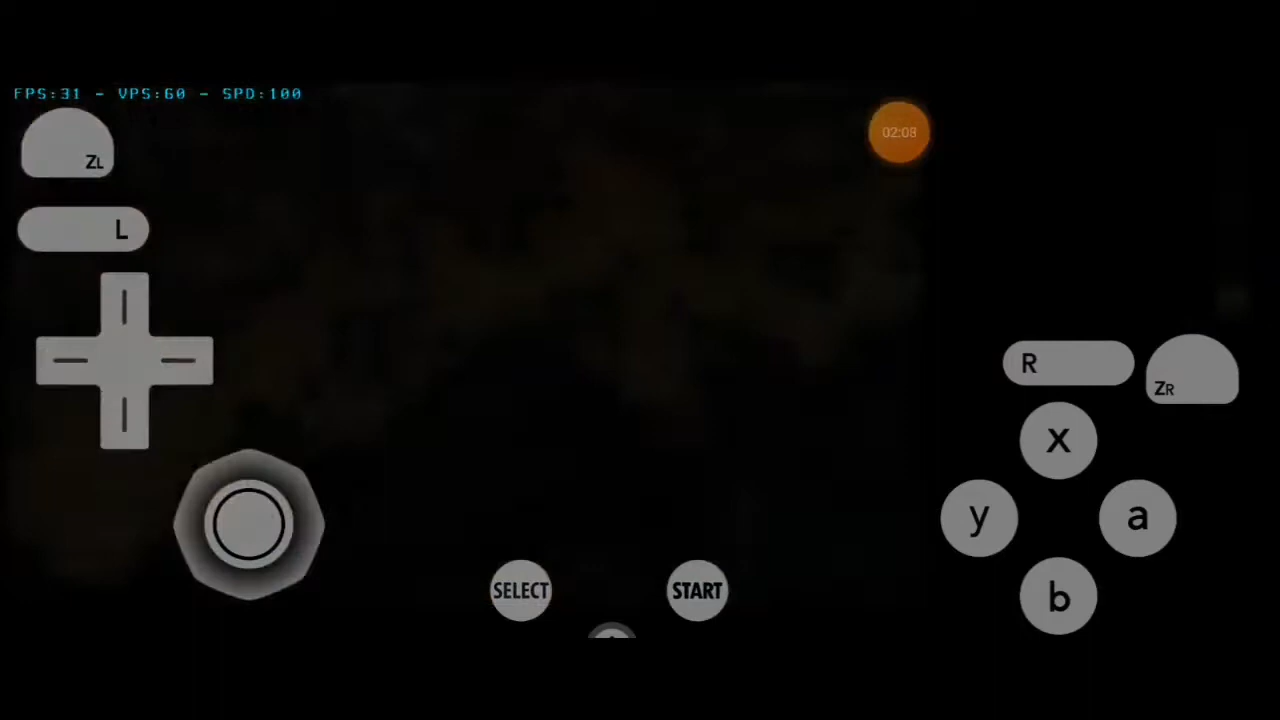 FPS:31 - VPS:60 - SPD:100
02:08
ZL
L
R
ZR
X
y
a
SELECT
START
b